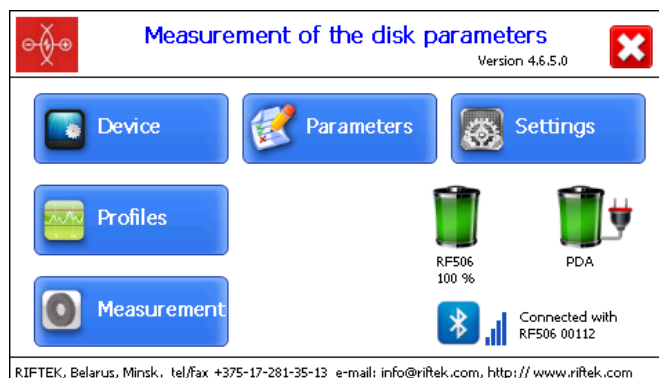 Measurement of the disk parameters
Version 4.6.5.0
Device
Parameters
Settings
Profiles
RF506
100 %
PDA
Measurement
Connected with
RF506 00112
RIFTEK, Belarus, Minsk. tel/fax +375-17-281-35-13 e-mail: info@riftek.com, http:// www.riftek.com